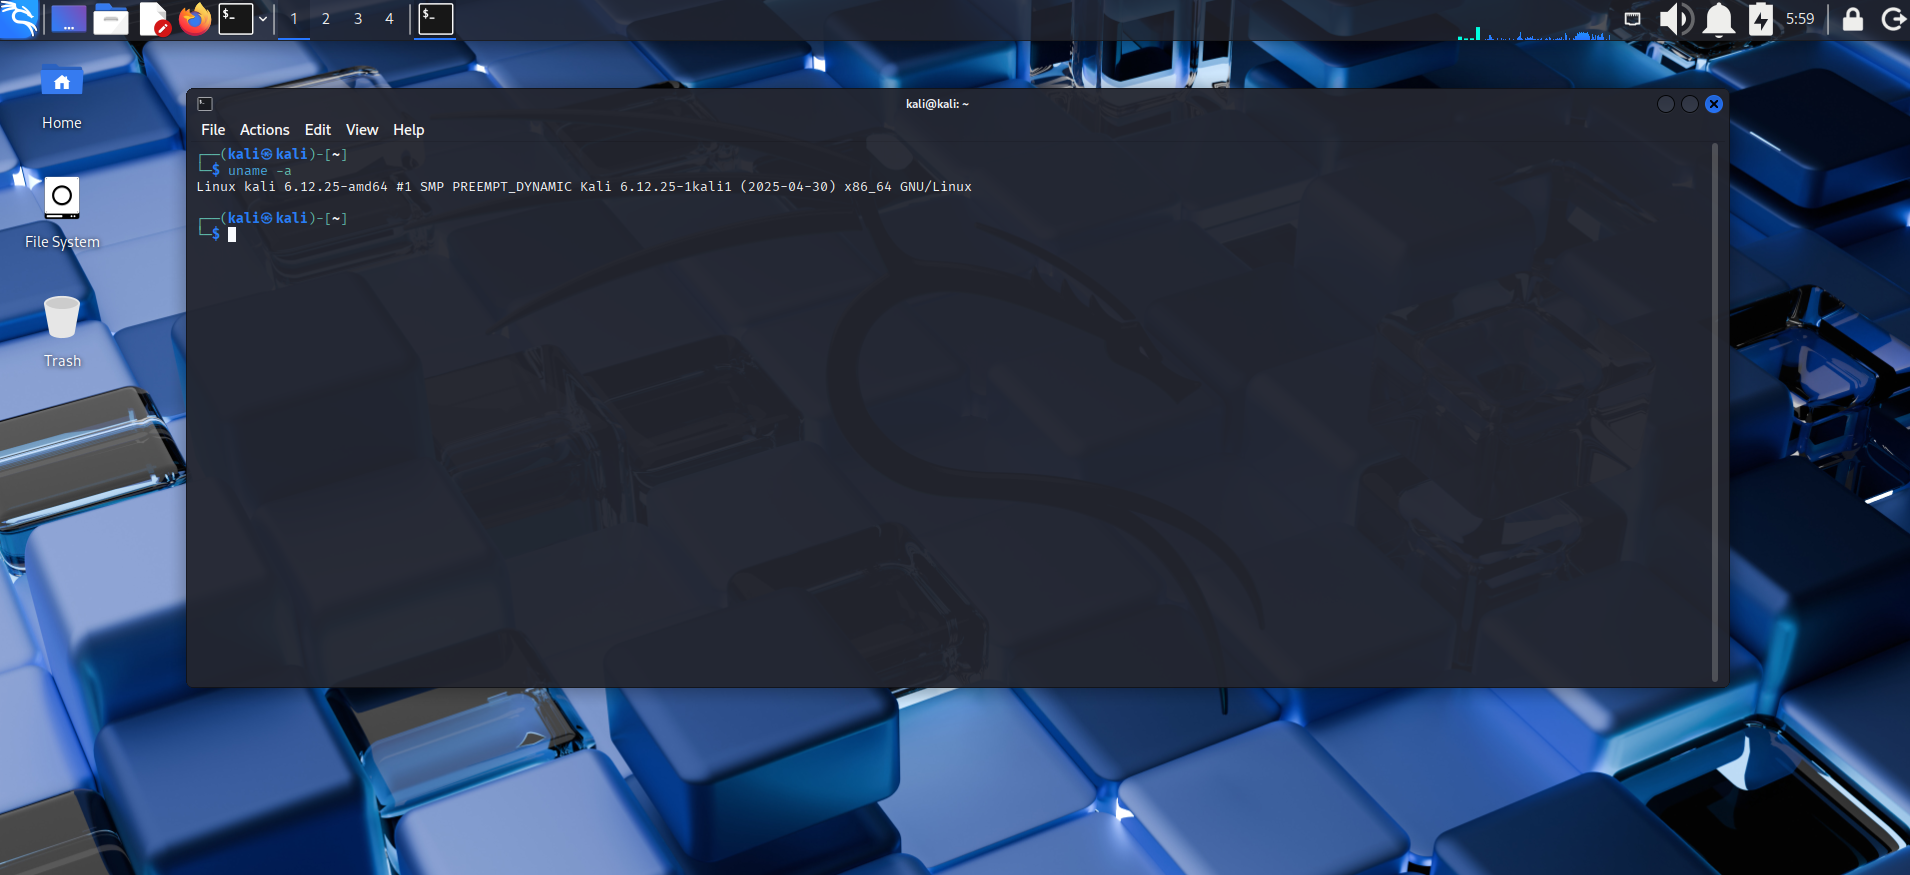 $_
1 2 3 4
$_
5:59
Home
File System
Trash
kali@kali: ~
File Actions Edit View Help
┌──(kali㉿kali)-[~]
└─$ uname -a
Linux kali 6.12.25-amd64 #1 SMP PREEMPT_DYNAMIC Kali 6.12.25-1kali1 (2025-04-30) x86_64 GNU/Linux
┌──(kali㉿kali)-[~]
└─$